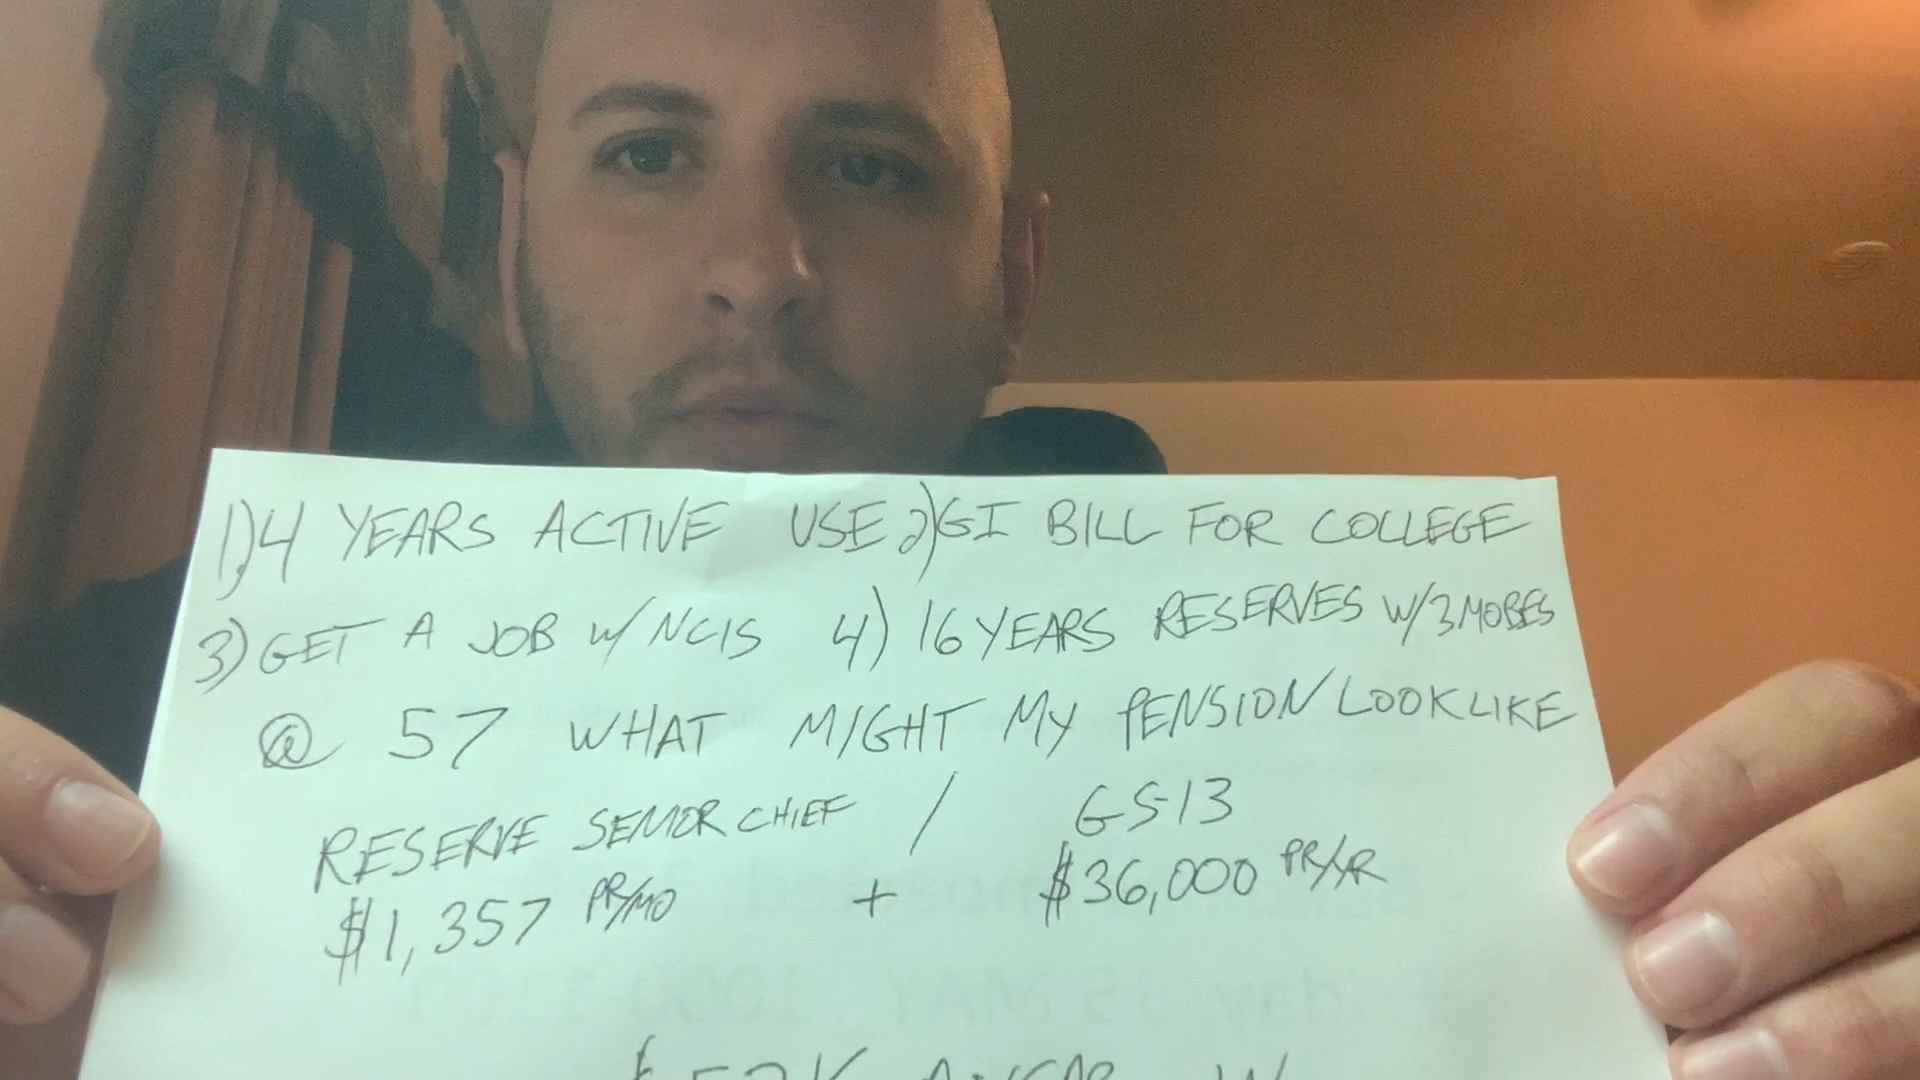 1.) 4 YEARS ACTIVE USE 2) GI BILL FOR COLLEGE
3) GET A JOB W/ NCIS 4) 16 YEARS RESERVES W/ 3 MOBES
@ 57 WHAT MIGHT MY PENSION LOOK LIKE
RESERVE SENIOR CHIEF / GS-13
$1,357 PR/MO + $36,000 PR/YR